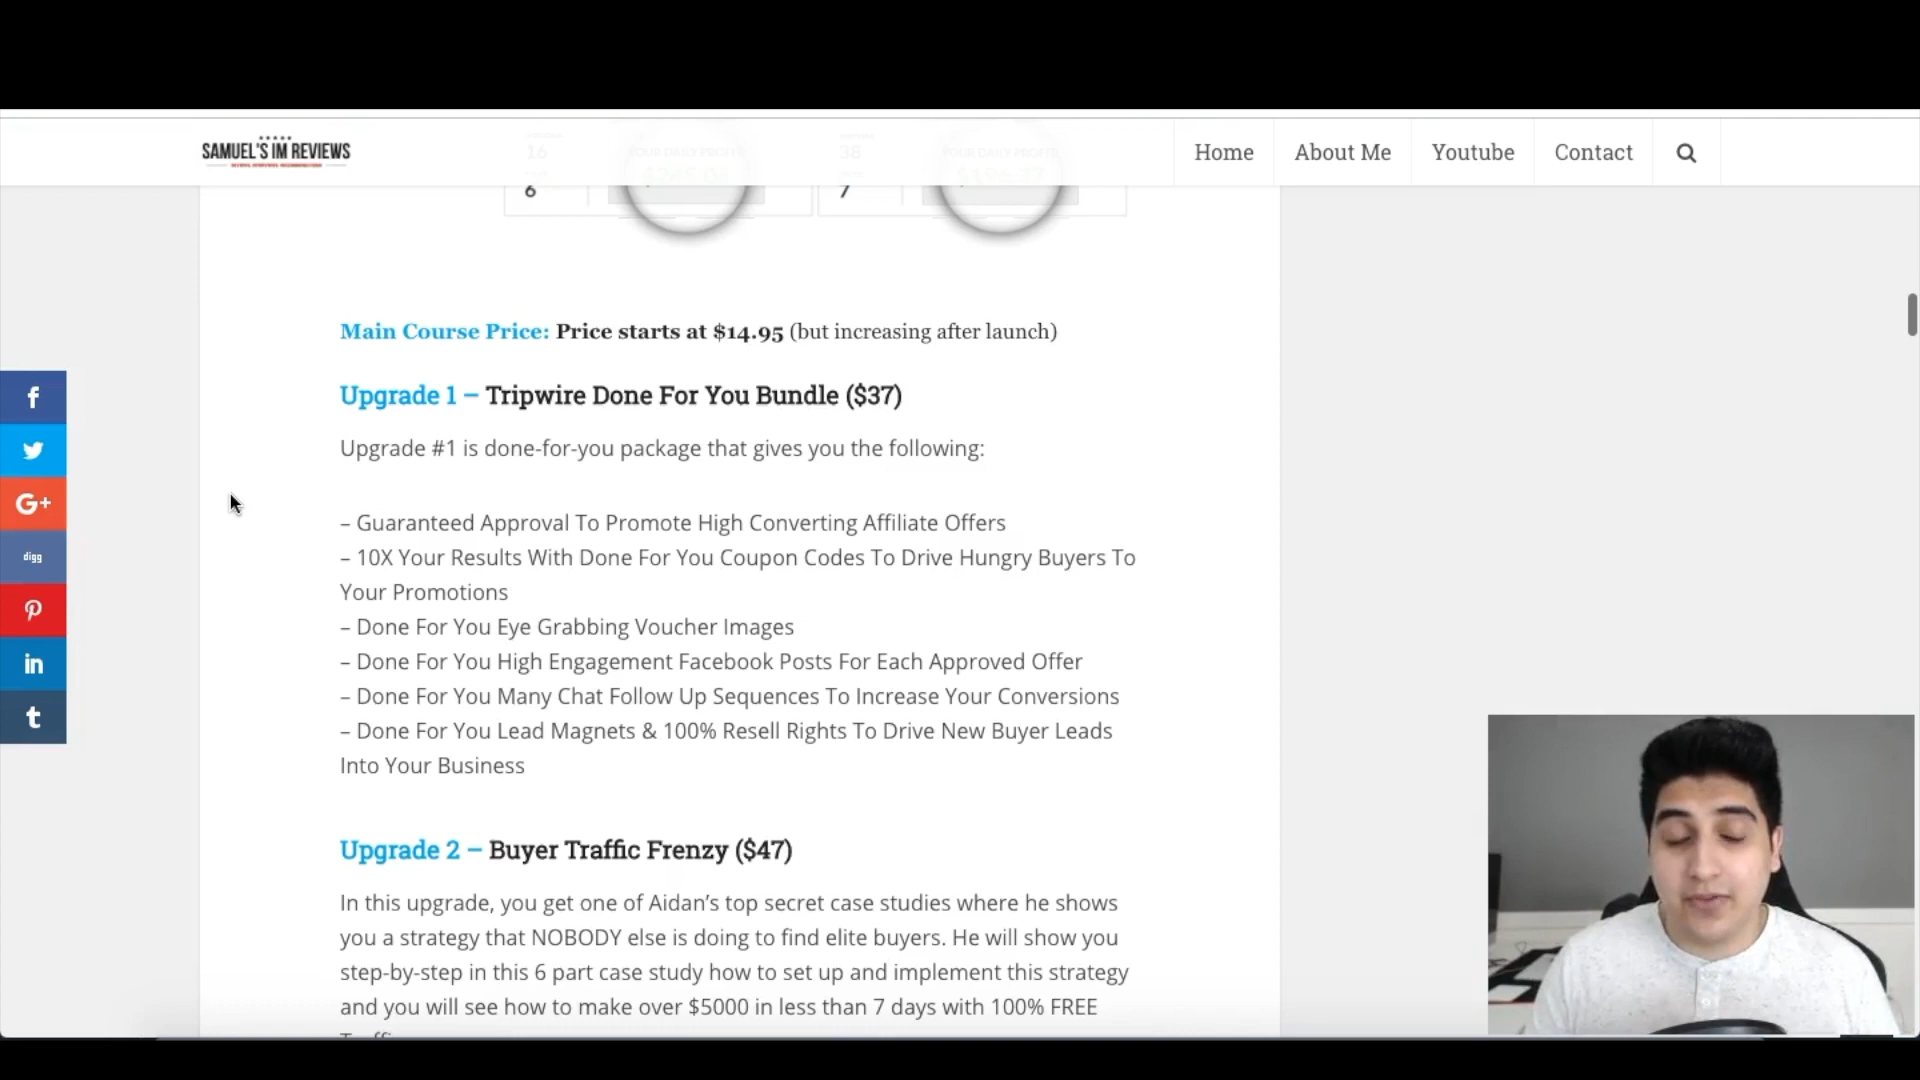 SAMUEL'S IM REVIEWS
Home
About Me
Youtube
Contact
16
38
6
7
Main Course Price: Price starts at $14.95 (but increasing after launch)
Upgrade 1 – Tripwire Done For You Bundle ($37)
Upgrade #1 is done-for-you package that gives you the following:
– Guaranteed Approval To Promote High Converting Affiliate Offers
– 10X Your Results With Done For You Coupon Codes To Drive Hungry Buyers To
Your Promotions
– Done For You Eye Grabbing Voucher Images
– Done For You High Engagement Facebook Posts For Each Approved Offer
– Done For You Many Chat Follow Up Sequences To Increase Your Conversions
– Done For You Lead Magnets & 100% Resell Rights To Drive New Buyer Leads
Into Your Business
Upgrade 2 – Buyer Traffic Frenzy ($47)
In this upgrade, you get one of Aidan's top secret case studies where he shows
you a strategy that NOBODY else is doing to find elite buyers. He will show you
step-by-step in this 6 part case study how to set up and implement this strategy
and you will see how to make over $5000 in less than 7 days with 100% FREE
f
G+
digg
in
t